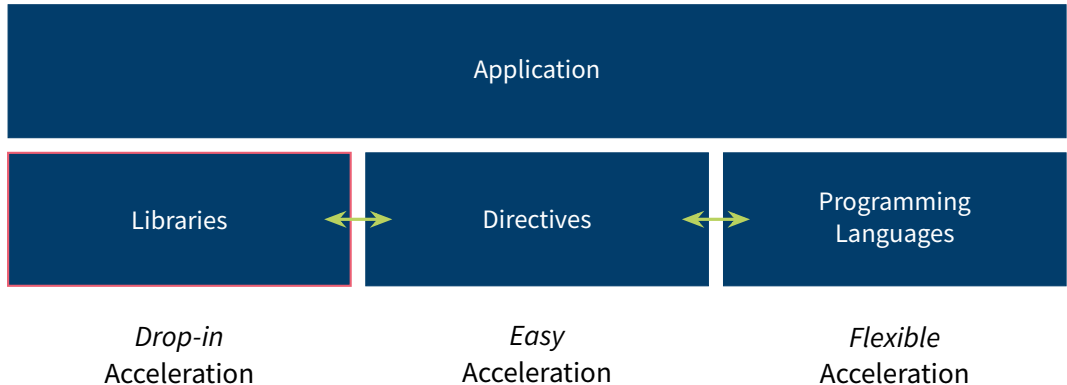 Application
Libraries
Directives
Programming
Languages
Drop-in
Acceleration
Easy
Acceleration
Flexible
Acceleration